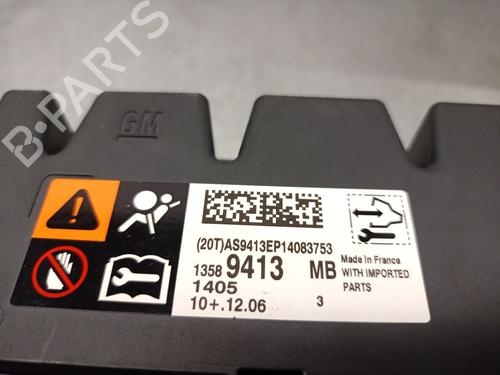 GM
B-PARTS
(20T)AS9413EP14083753
1358 9413 MB
1405
10+.12.06 3
Made in France
WITH IMPORTED
PARTS